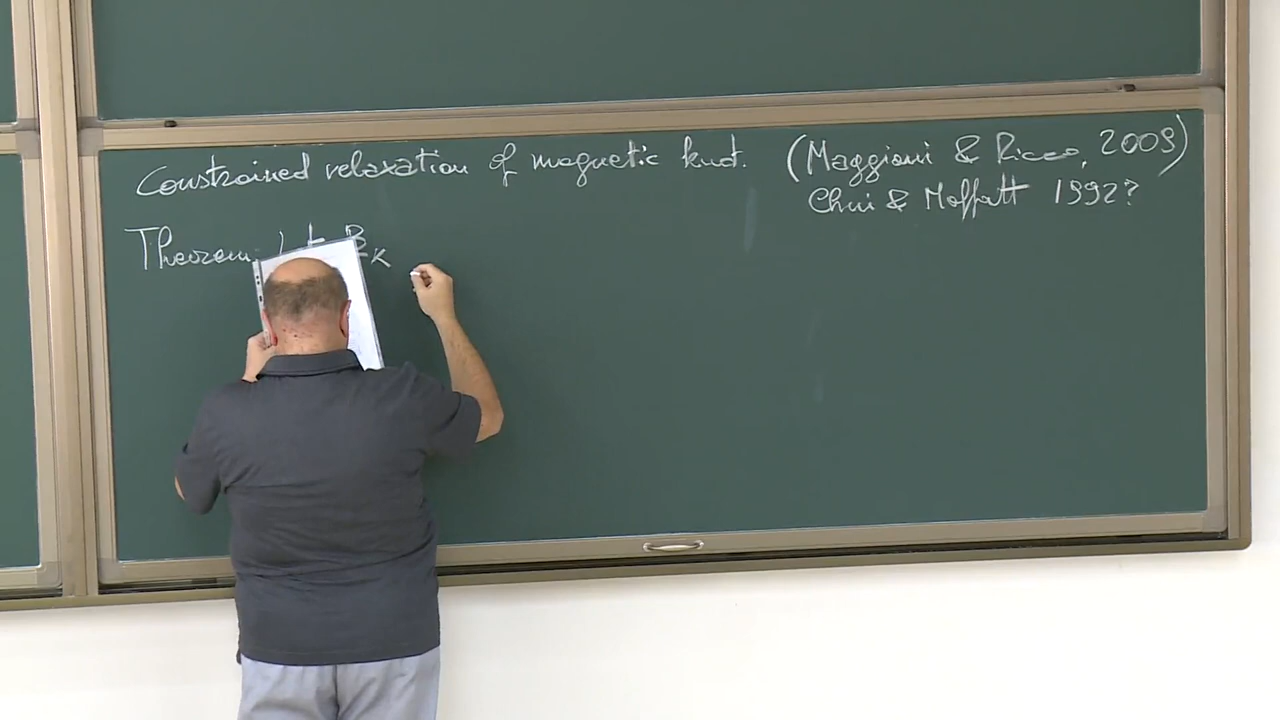 Constrained relaxation of magnetic knot. (Maggioni & Ricca, 2009)
Chui & Moffatt 1992?
Theorem. Let B_K